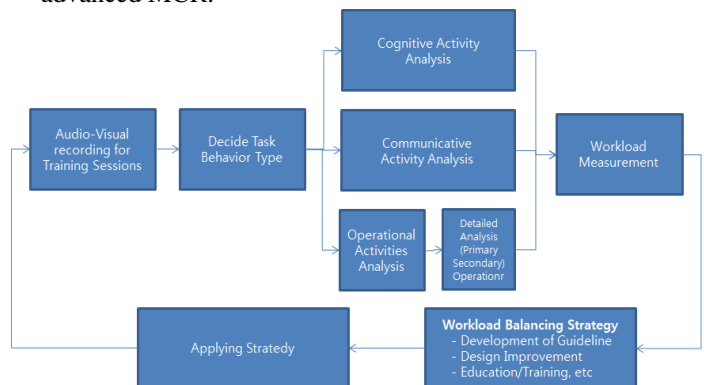 advanced MCR.
Cognitive Activity
Analysis
Audio-Visual
recording for
Training Sessions
Decide Task
Behavior Type
Communicative
Activity Analysis
Workload
Measurement
Operational
Activities
Analysis
Detailed
Analysis
(Primary
Secondary)
Operationr
Applying Stratedy
Workload Balancing Strategy
- Development of Guideline
- Design Improvement
- Education/Training, etc